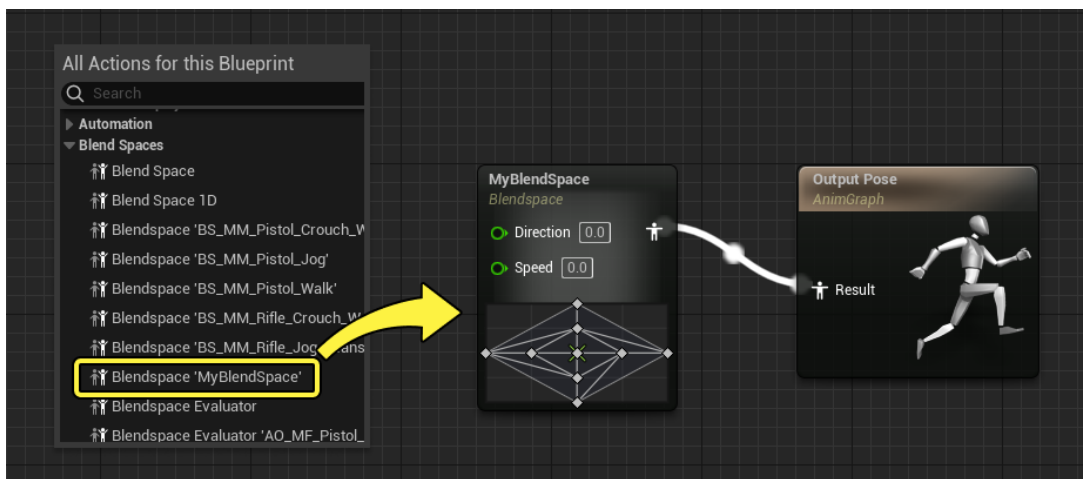 All Actions for this Blueprint
Search
Automation
Blend Spaces
Blend Space
Blend Space 1D
Blendspace 'BS_MM_Pistol_Crouch_W
Blendspace 'BS_MM_Pistol_Jog'
Blendspace 'BS_MM_Pistol_Walk'
Blendspace 'BS_MM_Rifle_Crouch_W
Blendspace 'BS_MM_Rifle_Jog
Blendspace 'MyBlendSpace'
Blendspace Evaluator
Blendspace Evaluator 'AO_MF_Pistol_
MyBlendSpace
Blendspace
Direction 0.0
Speed 0.0
Output Pose
AnimGraph
Result